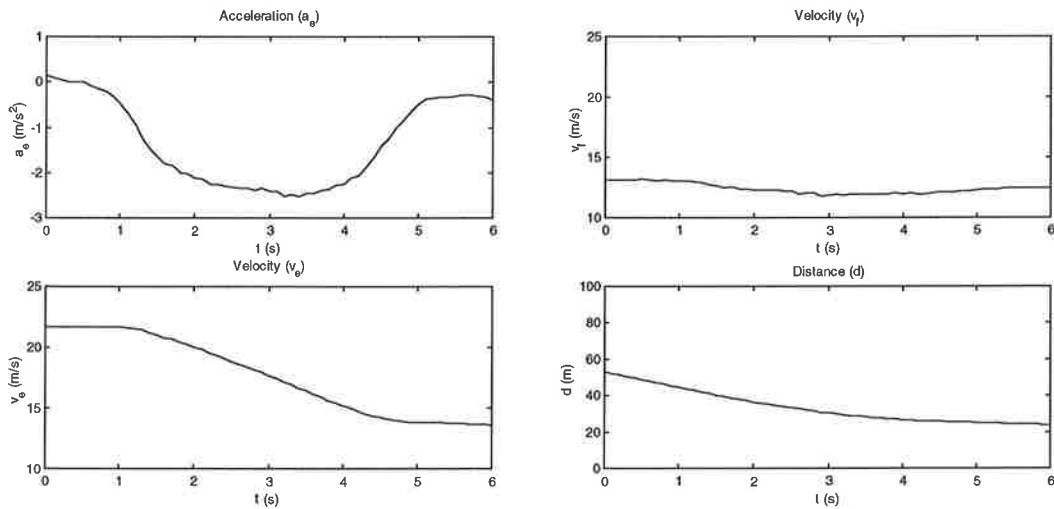 Acceleration (a_e)
1
0
-1
-2
-3
a_e (m/s²)
0 1 2 3 4 5 6
t (s)
Velocity (v_f)
25
20
15
10
v_f (m/s)
0 1 2 3 4 5 6
t (s)
Velocity (v_e)
25
20
15
10
v_e (m/s)
0 1 2 3 4 5 6
t (s)
Distance (d)
100
80
60
40
20
0
d (m)
0 1 2 3 4 5 6
t (s)